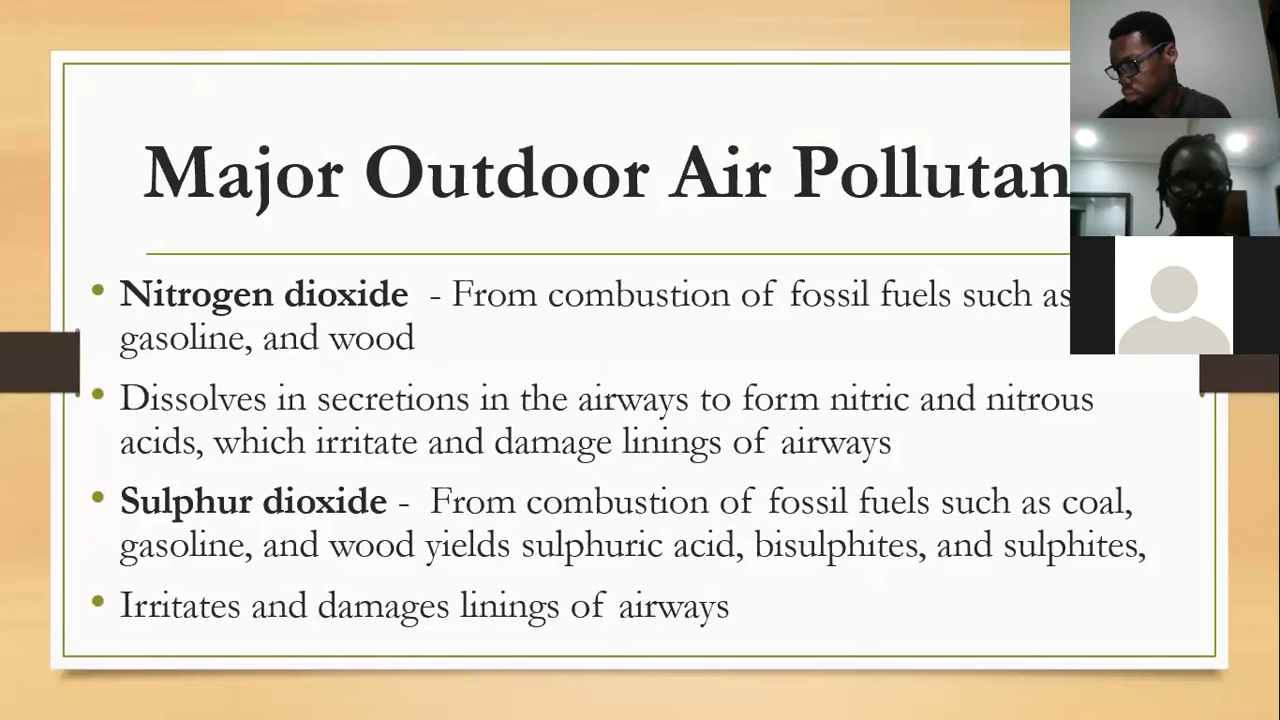 Major Outdoor Air Pollutan
• Nitrogen dioxide - From combustion of fossil fuels such as
gasoline, and wood
• Dissolves in secretions in the airways to form nitric and nitrous
acids, which irritate and damage linings of airways
• Sulphur dioxide - From combustion of fossil fuels such as coal,
gasoline, and wood yields sulphuric acid, bisulphites, and sulphites,
• Irritates and damages linings of airways